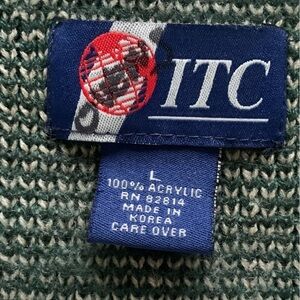 ITC
L
100% ACRYLIC
RN 82814
MADE IN
KOREA
CARE OVER